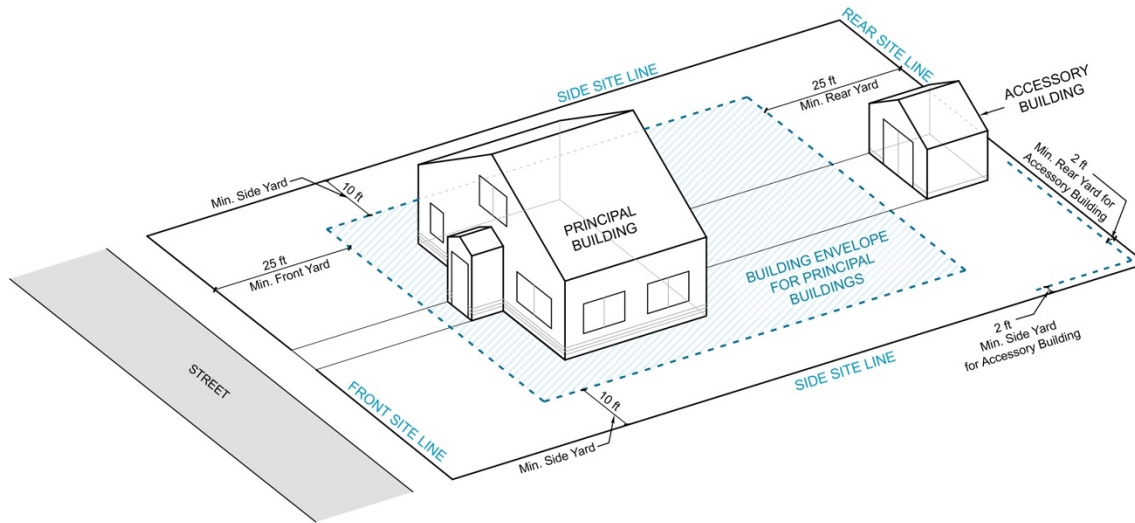 REAR SITE LINE
SIDE SITE LINE
25 ft
Min. Rear Yard
ACCESSORY
BUILDING
2 ft
Min. Rear Yard for
Accessory Building
Min. Side Yard
10 ft
PRINCIPAL
BUILDING
25 ft
Min. Front Yard
BUILDING ENVELOPE
FOR PRINCIPAL
BUILDINGS
2 ft
Min. Side Yard
for Accessory Building
STREET
FRONT SITE LINE
SIDE SITE LINE
10 ft
Min. Side Yard